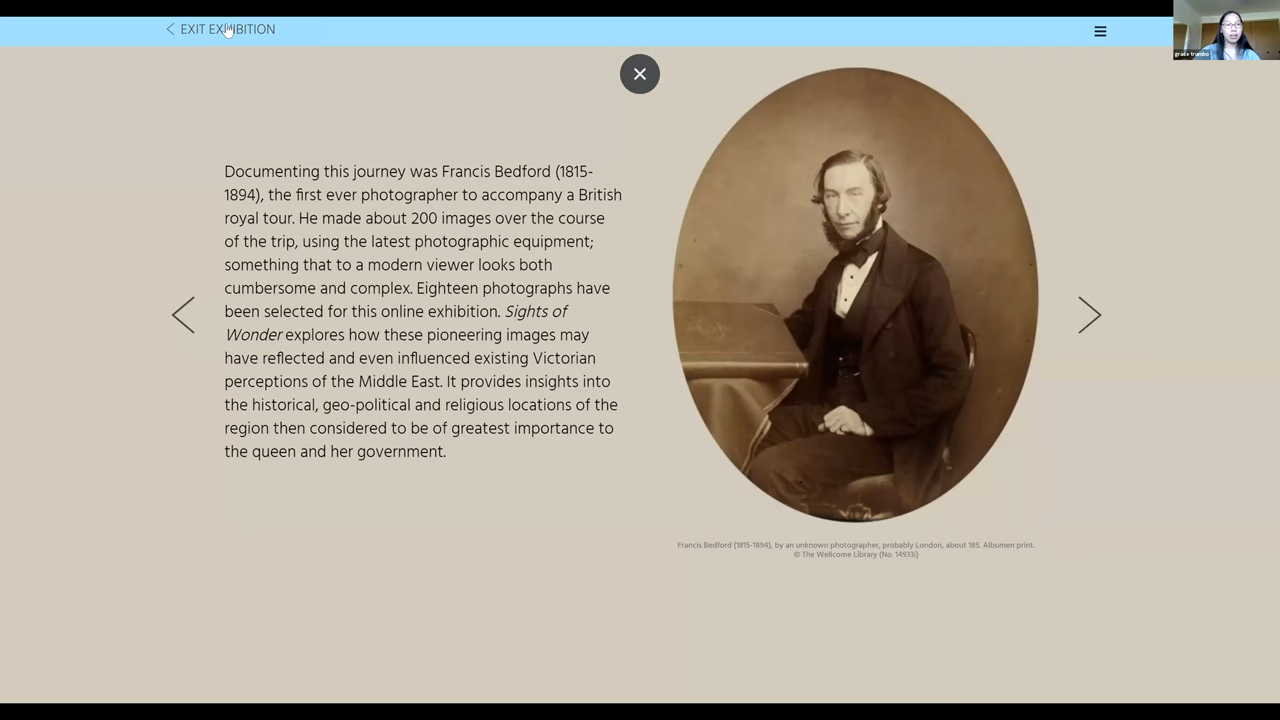 EXIT EXHIBITION
grace trumbo
Documenting this journey was Francis Bedford (1815-
1894), the first ever photographer to accompany a British
royal tour. He made about 200 images over the course
of the trip, using the latest photographic equipment;
something that to a modern viewer looks both
cumbersome and complex. Eighteen photographs have
been selected for this online exhibition. Sights of
Wonder explores how these pioneering images may
have reflected and even influenced existing Victorian
perceptions of the Middle East. It provides insights into
the historical, geo-political and religious locations of the
region then considered to be of greatest importance to
the queen and her government.
Francis Bedford (1815-1894), by an unknown photographer, probably London, about 185. Albumen print.
© The Wellcome Library (No. 14933i)